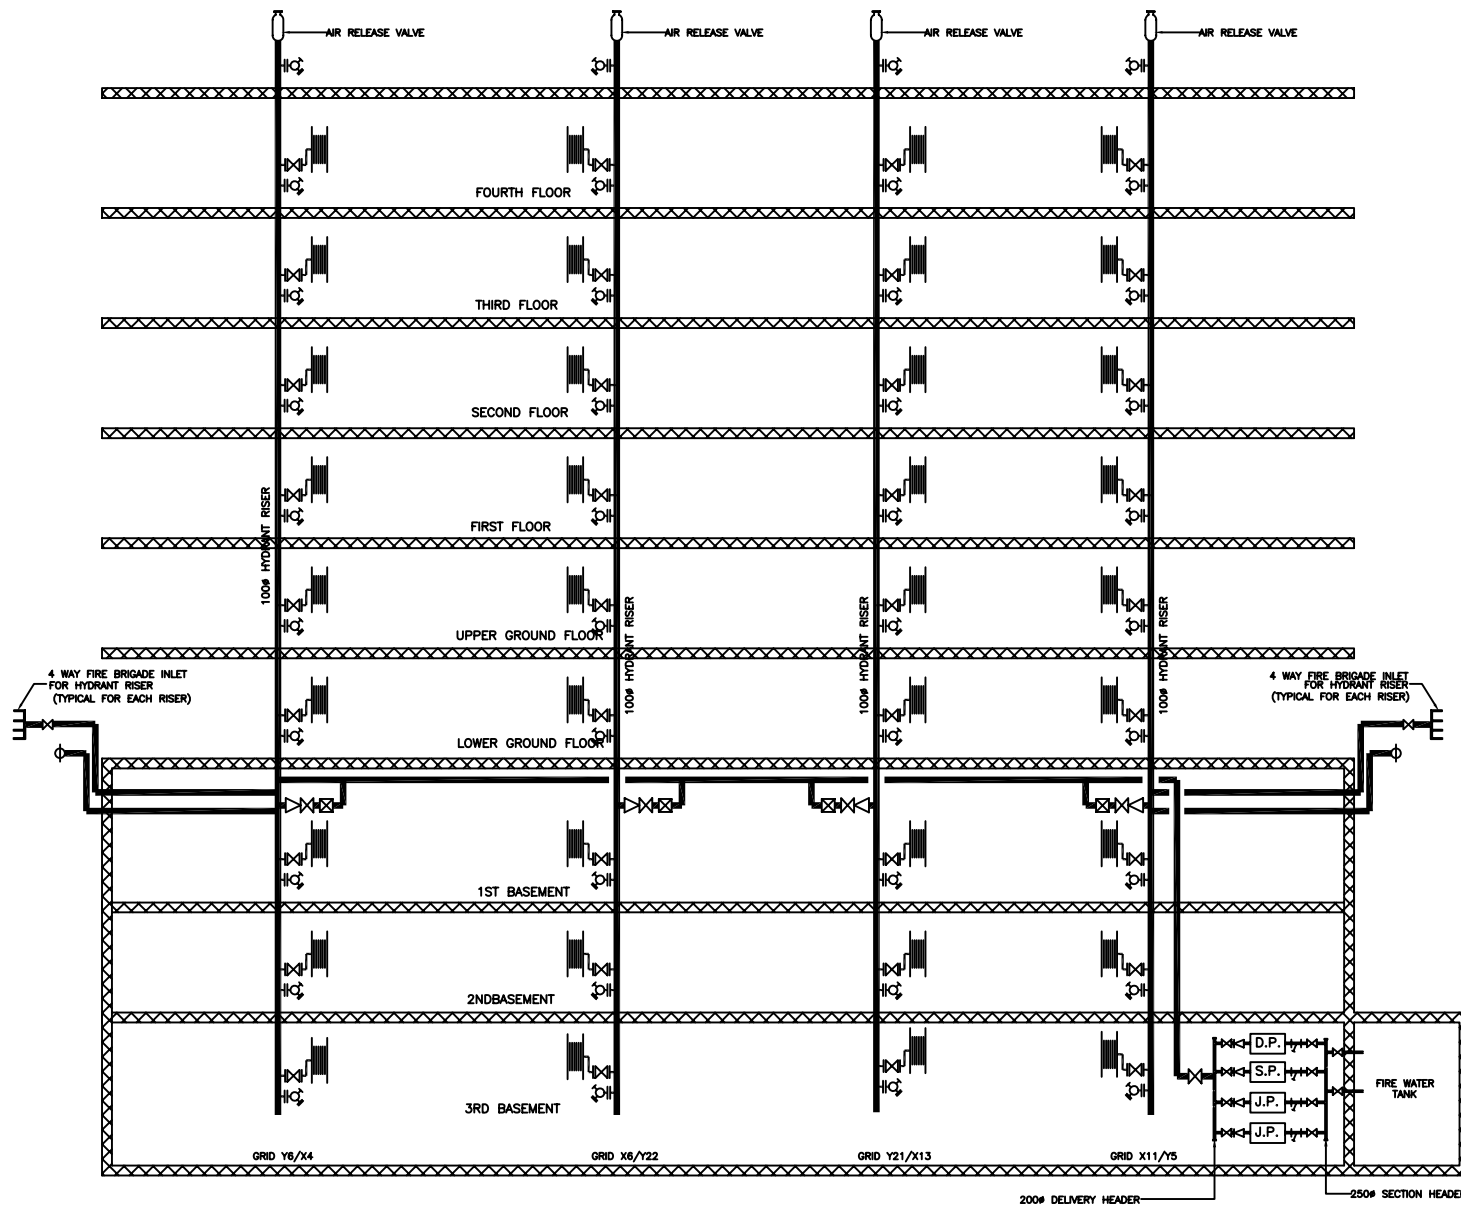 AIR RELEASE VALVE
AIR RELEASE VALVE
AIR RELEASE VALVE
AIR RELEASE VALVE
FOURTH FLOOR
THIRD FLOOR
SECOND FLOOR
FIRST FLOOR
100ø HYDRANT RISER
UPPER GROUND FLOOR
100ø HYDRANT RISER
100ø HYDRANT RISER
100ø HYDRANT RISER
4 WAY FIRE BRIGADE INLET
FOR HYDRANT RISER
(TYPICAL FOR EACH RISER)
4 WAY FIRE BRIGADE INLET
FOR HYDRANT RISER
(TYPICAL FOR EACH RISER)
LOWER GROUND FLOOR
1ST BASEMENT
2NDBASEMENT
3RD BASEMENT
D.P.
S.P.
J.P.
J.P.
FIRE WATER
TANK
GRID Y6/X4
GRID X6/Y22
GRID Y21/X13
GRID X11/Y5
200ø DELIVERY HEADER
250ø SECTION HEADE